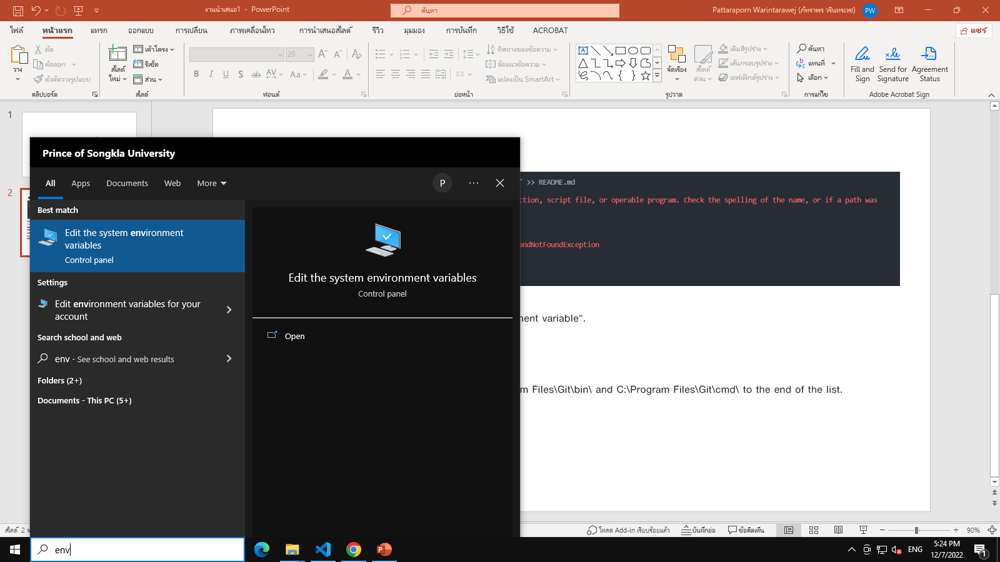 งานนำเสนอ1 - PowerPoint
ค้นหา
Pattaraporn Warintarawej (ภัทราพร วรินทรเวช)
PW
ไฟล์ หน้าแรก แทรก ออกแบบ การเปลี่ยน ภาพเคลื่อนไหว การนำเสนอสไลด์ รีวิว มุมมอง การบันทึก วิธีใช้ ACROBAT
แชร์
วาง
ตัด
คัดลอก
ตัวคัดวางรูปแบบ
คลิปบอร์ด
สไลด์
ใหม่
เค้าโครง
รีเซ็ต
ส่วน
สไลด์
20
B I U S ab AV Aa A
ฟอนต์
ทิศทางของข้อความ
จัดแนวข้อความ
แปลงเป็น SmartArt
ย่อหน้า
จัดเรียง
สไตล์
ด่วน
เติมสีรูปร่าง
เส้นกรอบรูปร่าง
เอฟเฟ็กต์รูปร่าง
รูปวาด
ค้นหา
แทนที่
เลือก
การแก้ไข
Fill and
Sign
Send for
Signature
Agreement
Status
Adobe Acrobat Sign
1
2
Prince of Songkla University
All Apps Documents Web More
P
Best match
Edit the system environment
variables
Control panel
Settings
Edit environment variables for your
account
Search school and web
env - See school and web results
Folders (2+)
Documents - This PC (5+)
Edit the system environment variables
Control panel
Open
" >> README.md
ction, script file, or operable program. Check the spelling of the name, or if a path was
andNotFoundException
ment variable".
m Files\Git\bin\ and C:\Program Files\Git\cmd\ to the end of the list.
สไลด์ 2 จ
โหลด Add-in เรียบร้อยแล้ว
บันทึกย่อ
ข้อคิดเห็น
90%
env
ENG
5:24 PM
12/7/2022
1